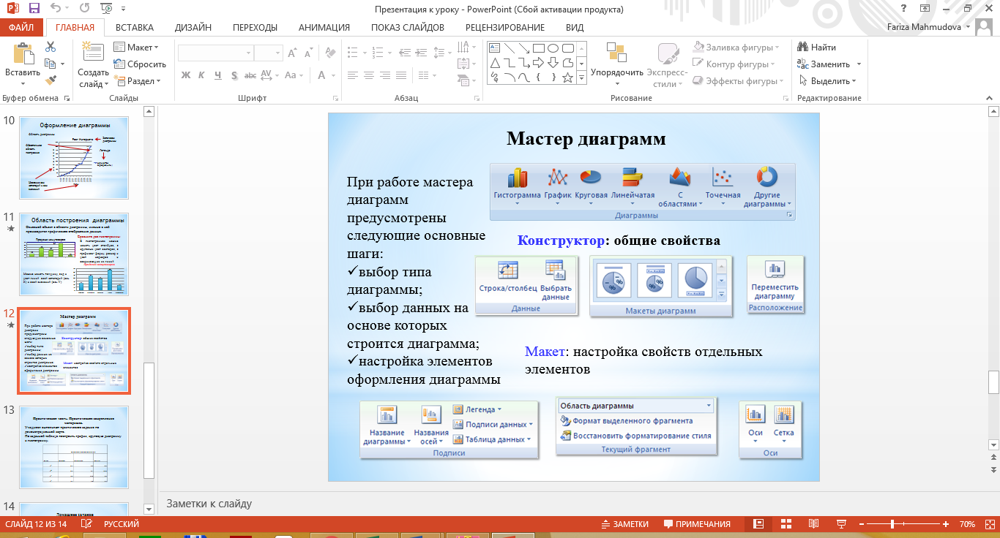 Презентация к уроку - PowerPoint (Сбой активации продукта)
ФАЙЛ ГЛАВНАЯ ВСТАВКА ДИЗАЙН ПЕРЕХОДЫ АНИМАЦИЯ ПОКАЗ СЛАЙДОВ РЕЦЕНЗИРОВАНИЕ ВИД Fariza Mahmudova
Вставить
Создать слайд
Макет
Сбросить
Раздел
Ж К Ч S abc AV Aa A
Упорядочить
Экспресс-стили
Заливка фигуры
Контур фигуры
Эффекты фигуры
Найти
Заменить
Выделить
Буфер обмена Слайды Шрифт Абзац Рисование Редактирование
10
Оформление диаграммы
11
Область построения диаграммы
12
Мастер диаграмм
13
14
Домашнее задание
Мастер диаграмм
Гистограмма График Круговая Линейчатая С областями Точечная Другие диаграммы
Диаграммы
При работе мастера
диаграмм
предусмотрены
следующие основные
шаги:
✓выбор типа
диаграммы;
✓выбор данных на
основе которых
строится диаграмма;
✓настройка элементов
оформления диаграммы
Конструктор: общие свойства
Строка/столбец Выбрать данные
Данные
Макеты диаграмм
Переместить
диаграмму
Расположение
Макет: настройка свойств отдельных
элементов
Название диаграммы
Названия осей
Легенда
Подписи данных
Таблица данных
Подписи
Область диаграммы
Формат выделенного фрагмента
Восстановить форматирование стиля
Текущий фрагмент
Оси Сетка
Оси
Заметки к слайду
СЛАЙД 12 ИЗ 14 РУССКИЙ ЗАМЕТКИ ПРИМЕЧАНИЯ 70%